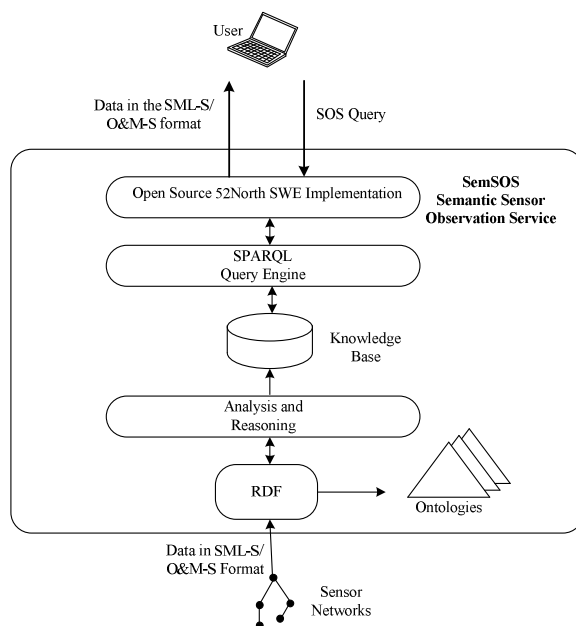 User
Data in the SML-S/
O&M-S format
SOS Query
SemSOS
Semantic Sensor
Observation Service
Open Source 52North SWE Implementation
SPARQL
Query Engine
Knowledge
Base
Analysis and
Reasoning
RDF
Ontologies
Data in SML-S/
O&M-S Format
Sensor
Networks